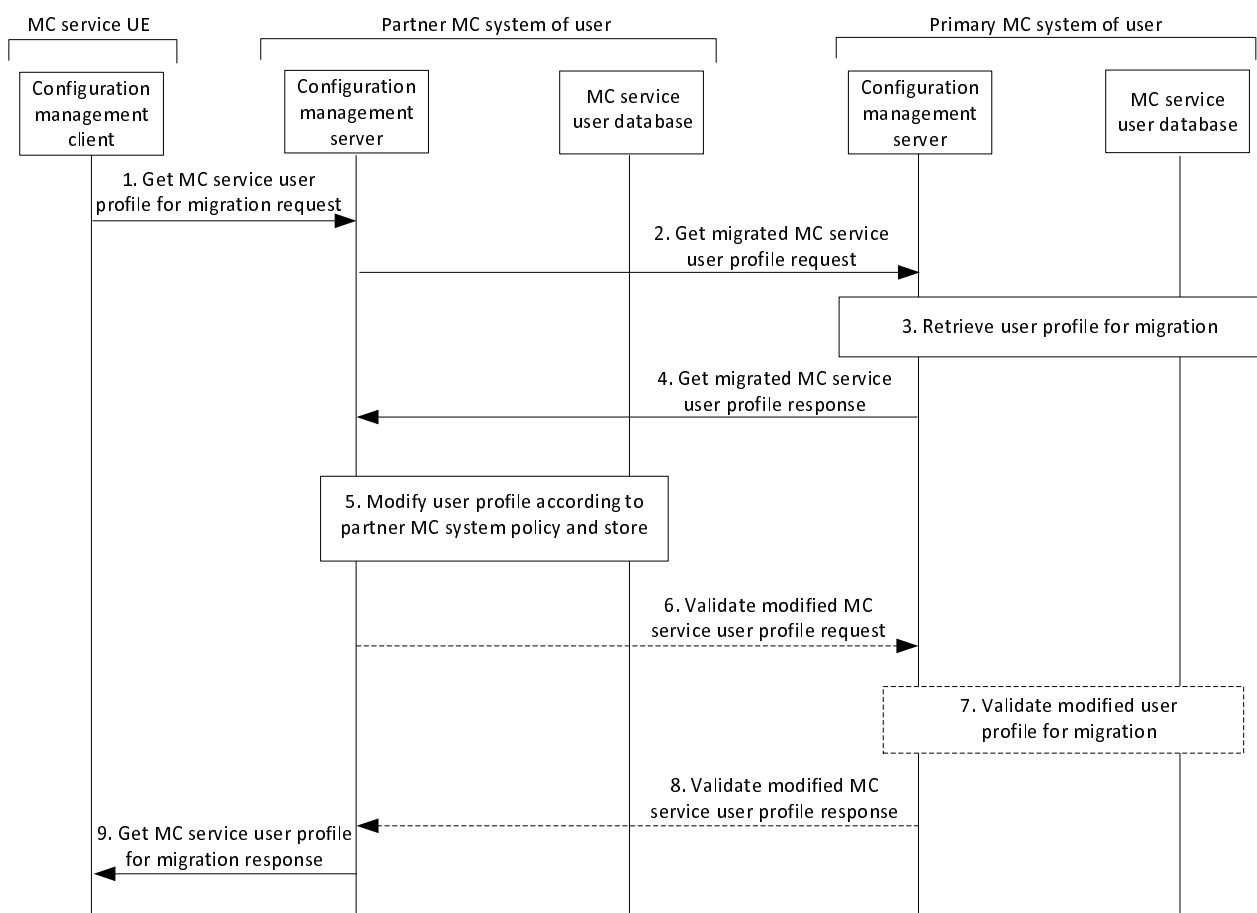 MC service UE
Partner MC system of user
Primary MC system of user
Configuration
management
client
Configuration
management
server
MC service
user database
Configuration
management
server
MC service
user database
1. Get MC service user
profile for migration request
2. Get migrated MC service
user profile request
3. Retrieve user profile for migration
4. Get migrated MC service
user profile response
5. Modify user profile according to
partner MC system policy and store
6. Validate modified MC
service user profile request
7. Validate modified user
profile for migration
8. Validate modified MC
service user profile response
9. Get MC service user profile
for migration response